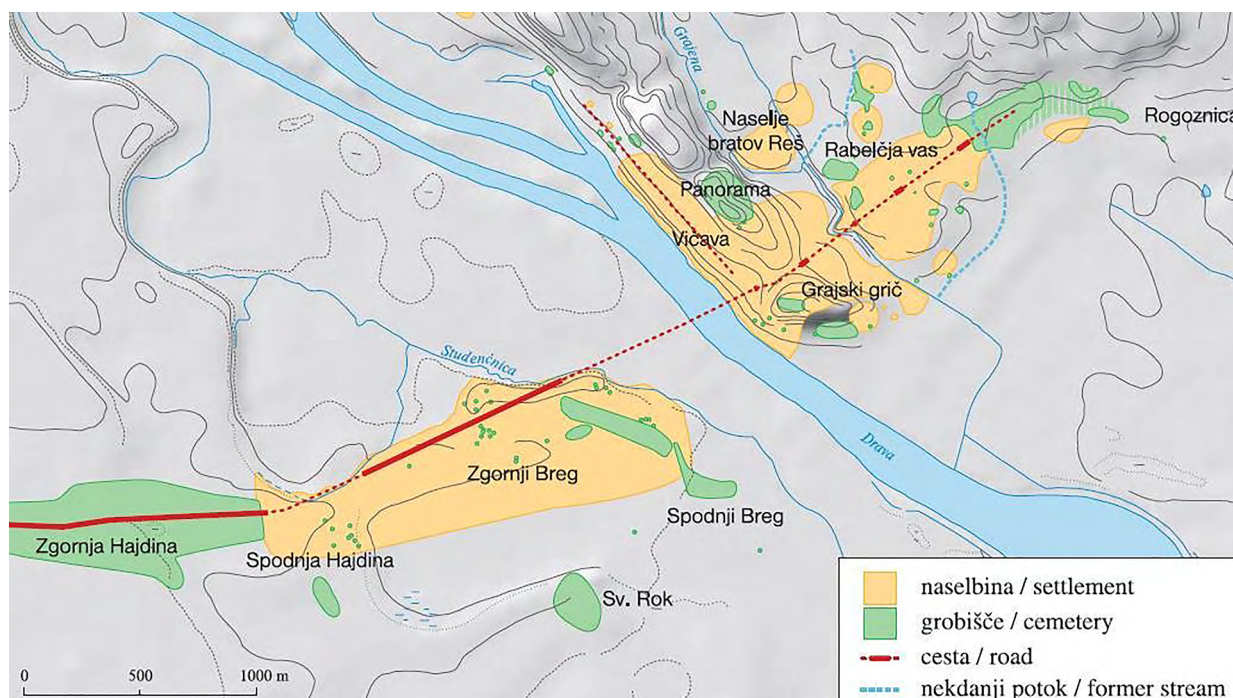 Grajena
Naselje
bratov Reš
Rabelčja vas
Rogoznica
Panorama
Vičava
Grajski grič
Studenčnica
Drava
Zgornji Breg
Spodnji Breg
Zgornja Hajdina
Spodnja Hajdina
Sv. Rok
naselbina / settlement
grobišče / cemetery
cesta / road
nekdanji potok / former stream
0 500 1000 m